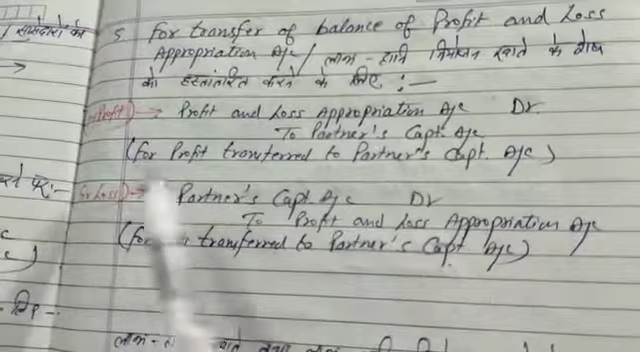 5. For transfer of balance of Profit and Loss
Appropriation A/c / लाभ-हानि नियोजन खाते के शेष
को हस्तांतरित करने के लिए :—
Profit) → Profit and Loss Appropriation A/c Dr.
To Partner's Capt. A/c
(For Profit transferred to Partner's Capt. A/c)
Loss) → Partner's Capt A/c Dr
To Profit and Loss Appropriation A/c
(For transferred to Partner's Capt A/c)